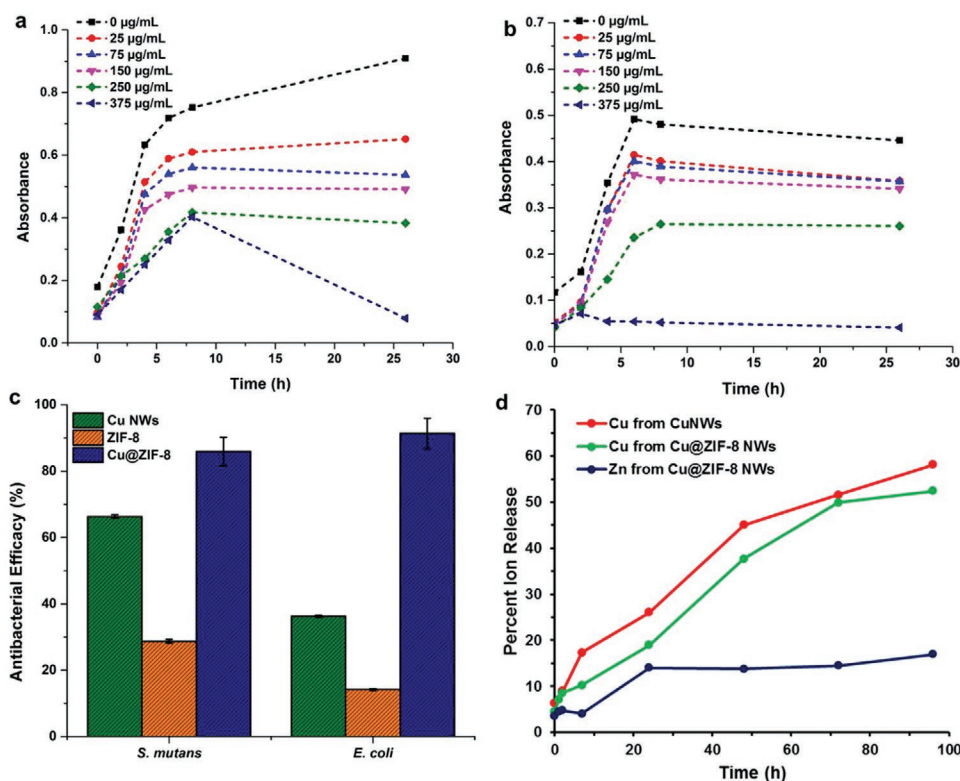 a
0 µg/mL
25 µg/mL
75 µg/mL
150 µg/mL
250 µg/mL
375 µg/mL
1.0
0.8
0.6
0.4
0.2
0.0
Absorbance
0 5 10 15 20 25 30
Time (h)
b
0 µg/mL
25 µg/mL
75 µg/mL
150 µg/mL
250 µg/mL
375 µg/mL
0.7
0.6
0.5
0.4
0.3
0.2
0.1
0.0
Absorbance
0 5 10 15 20 25 30
Time (h)
c
Cu NWs
ZIF-8
Cu@ZIF-8
100
80
60
40
20
0
Antibacterial Efficacy (%)
S. mutans E. coli
d
Cu from CuNWs
Cu from Cu@ZIF-8 NWs
Zn from Cu@ZIF-8 NWs
70
60
50
40
30
20
10
0
Percent Ion Release
0 20 40 60 80 100
Time (h)